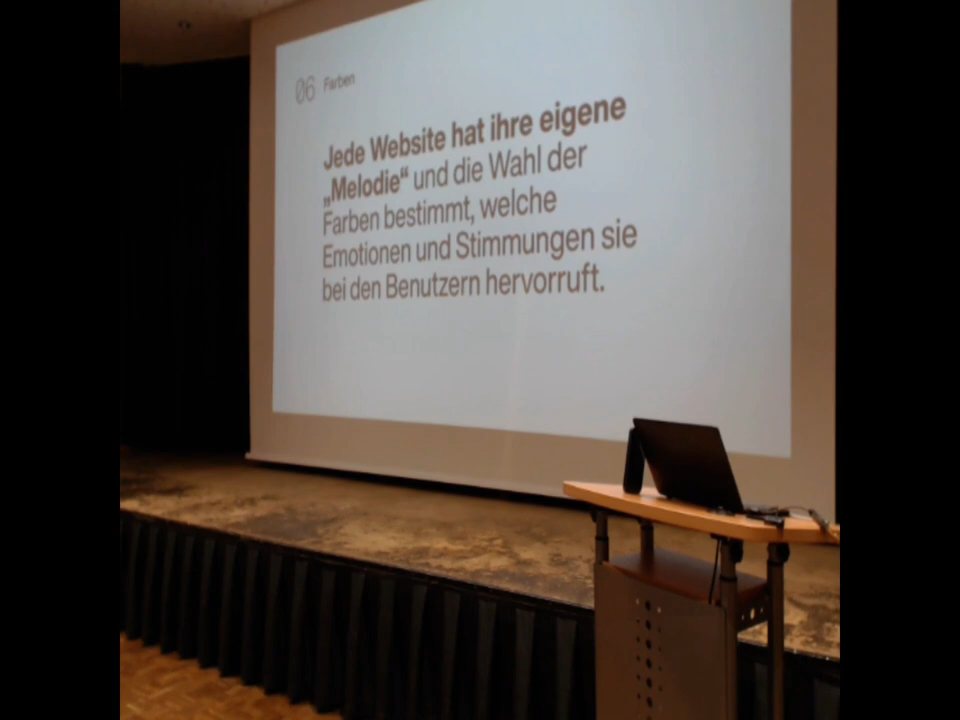 06 Farben
Jede Website hat ihre eigene
„Melodie“ und die Wahl der
Farben bestimmt, welche
Emotionen und Stimmungen sie
bei den Benutzern hervorruft.